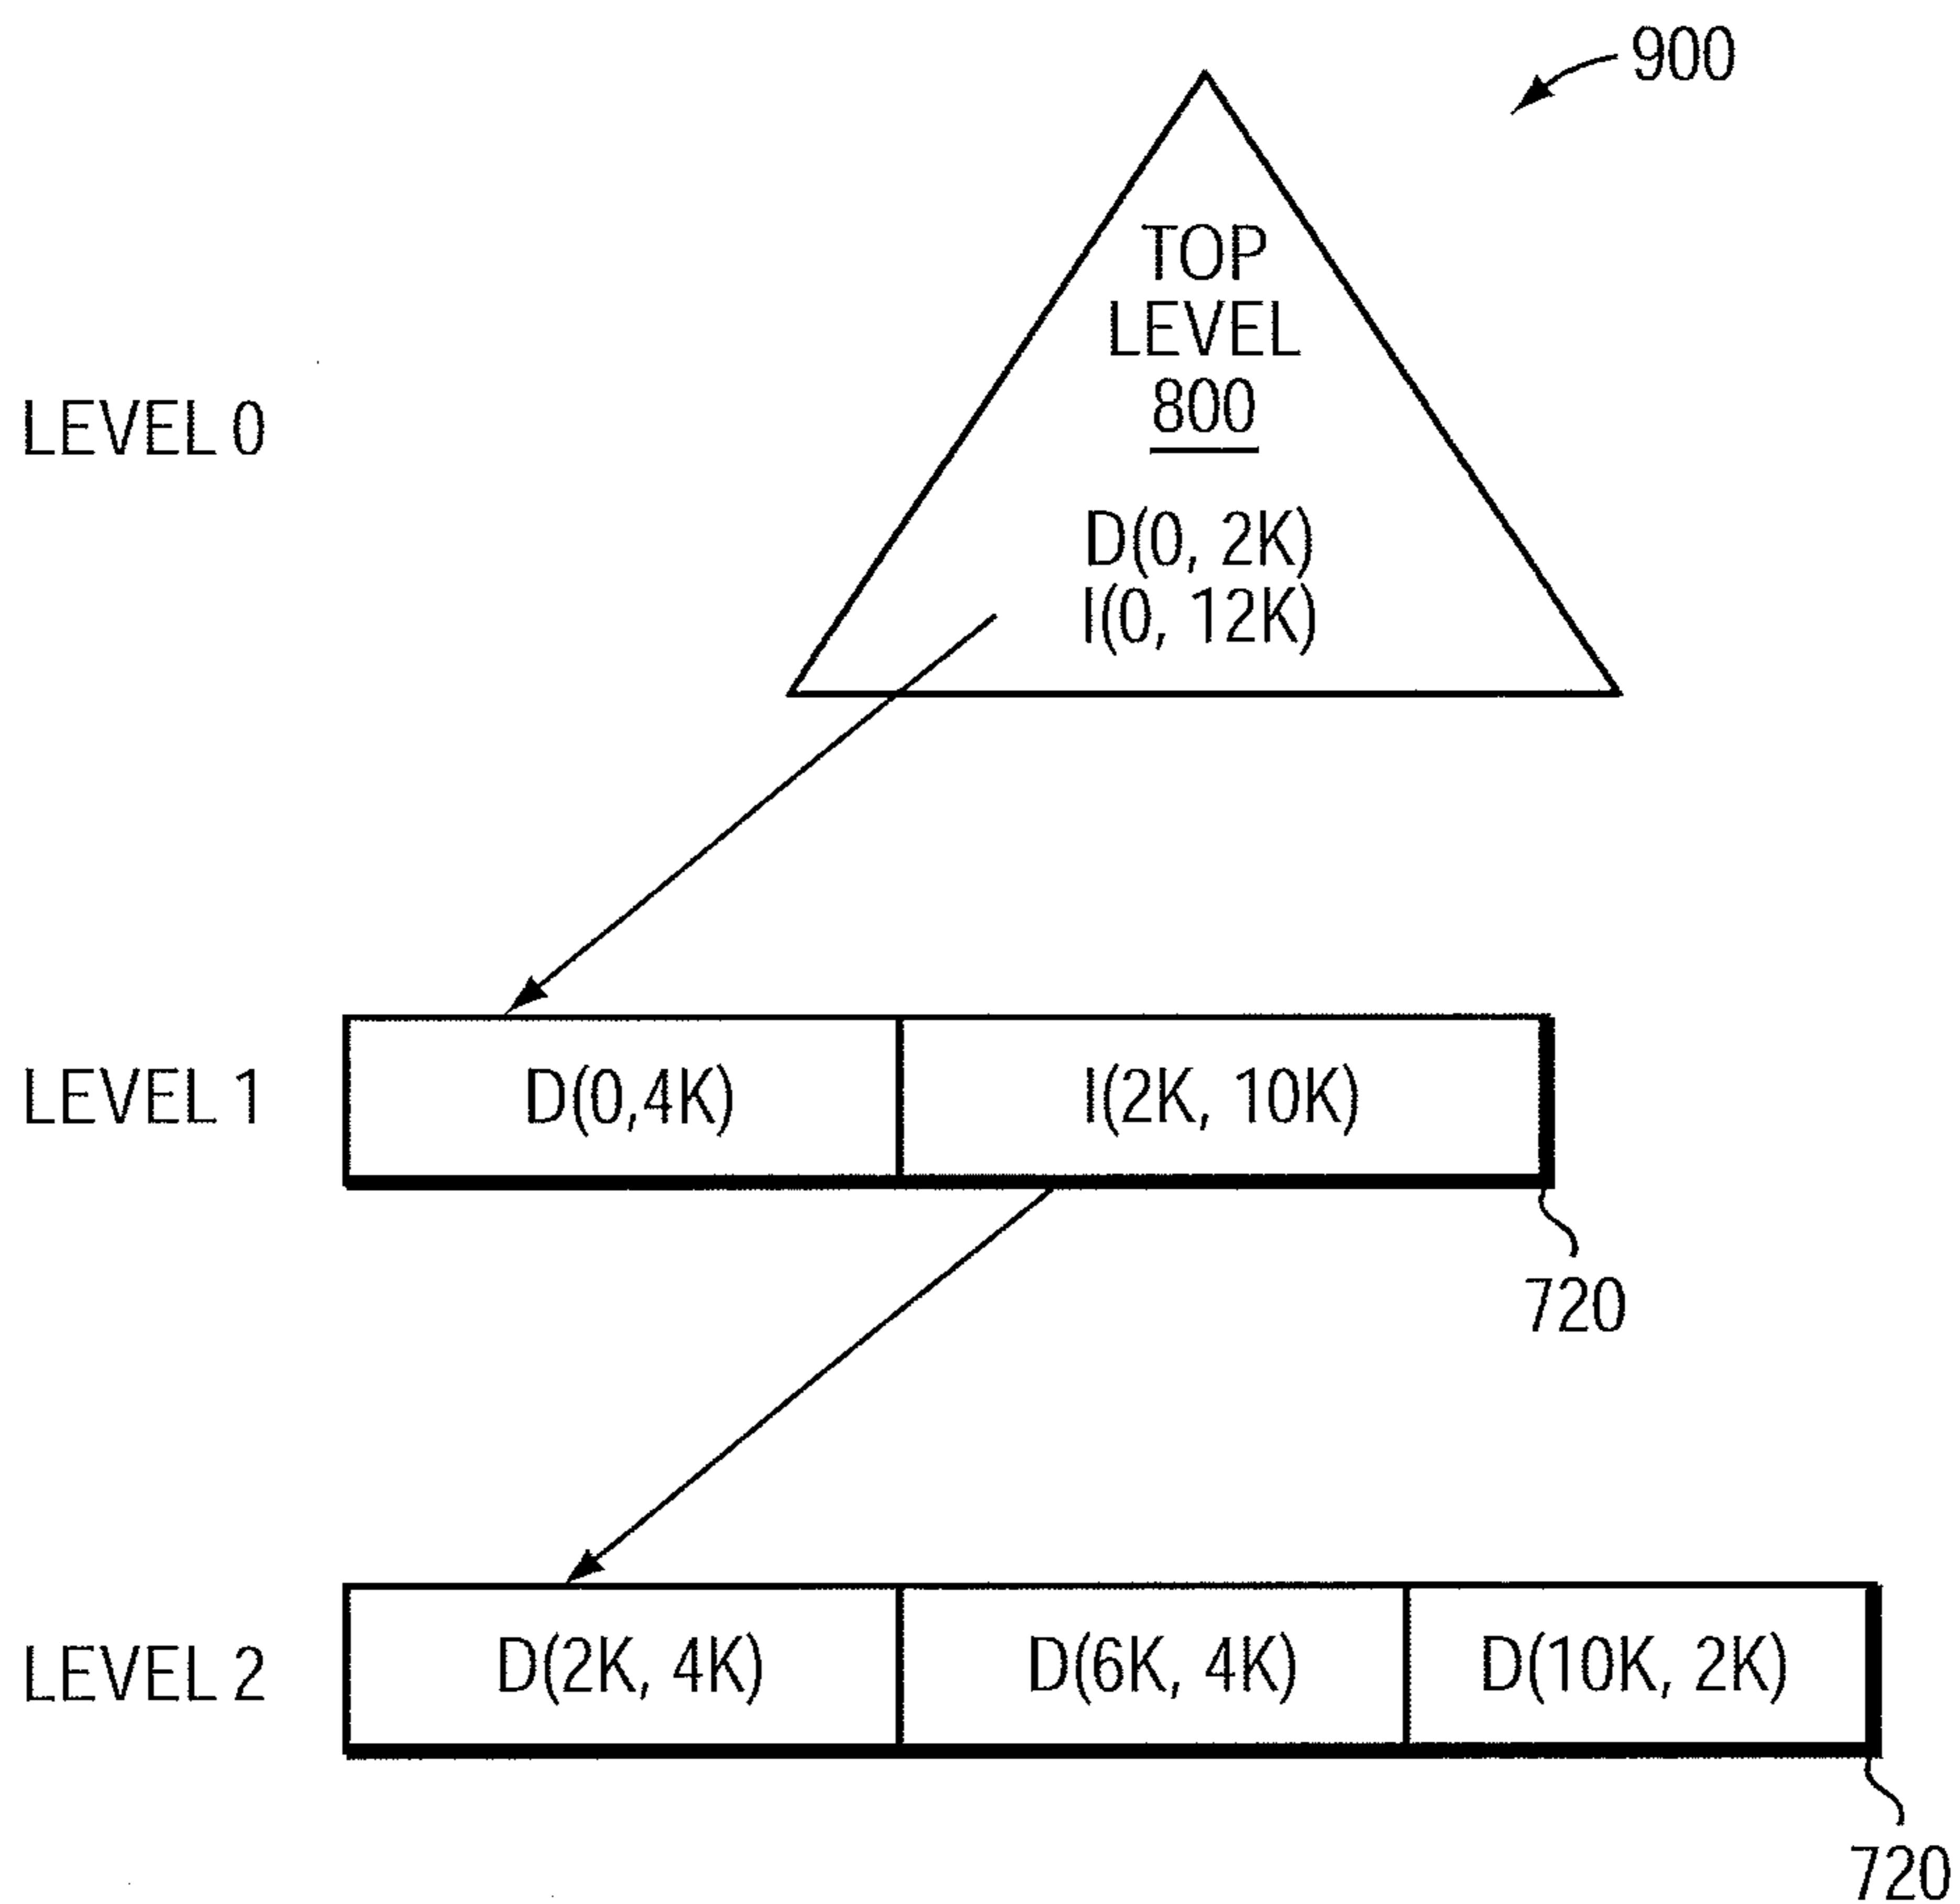 900
TOP
LEVEL
800
LEVEL 0
D(0, 2K)
I(0, 12K)
LEVEL 1
D(0,4K)
I(2K, 10K)
720
LEVEL 2
D(2K, 4K)
D(6K, 4K)
D(10K, 2K)
720